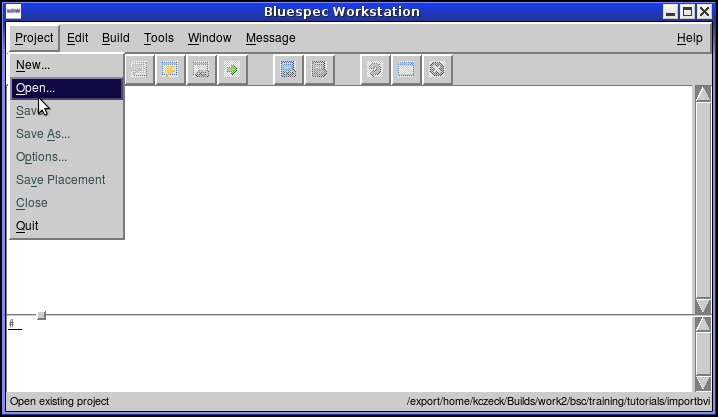 Bluespec Workstation
Project Edit Build Tools Window Message Help
New...
Open...
Save
Save As...
Options...
Save Placement
Close
Quit
#
Open existing project /export/home/kczeck/Builds/work2/bsc/training/tutorials/importbvi